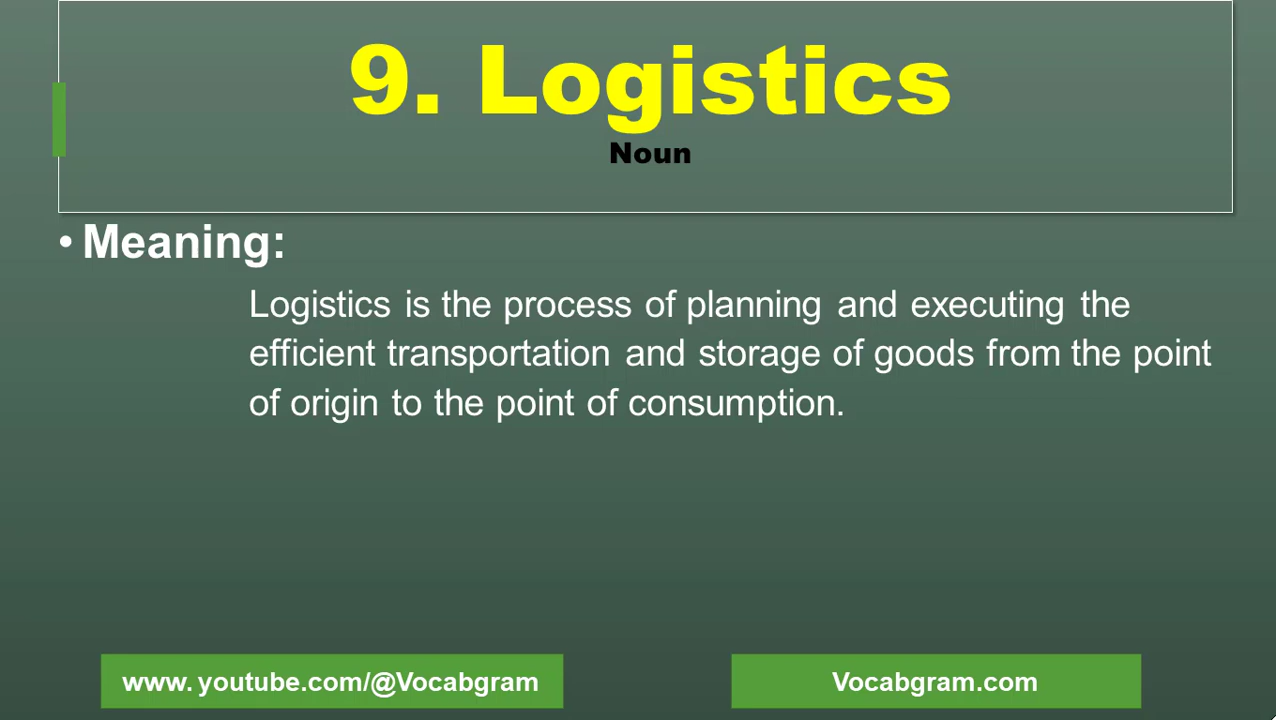 9. Logistics
Noun
• Meaning:
Logistics is the process of planning and executing the
efficient transportation and storage of goods from the point
of origin to the point of consumption.
www. youtube.com/@Vocabgram
Vocabgram.com